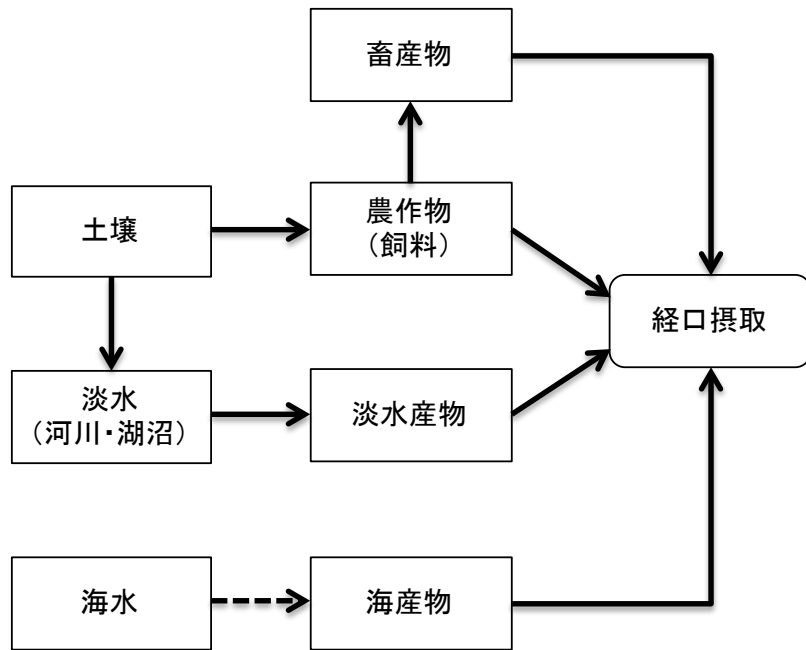 畜産物
土壌
農作物
(飼料)
経口摂取
淡水
(河川・湖沼)
淡水産物
海水
海産物